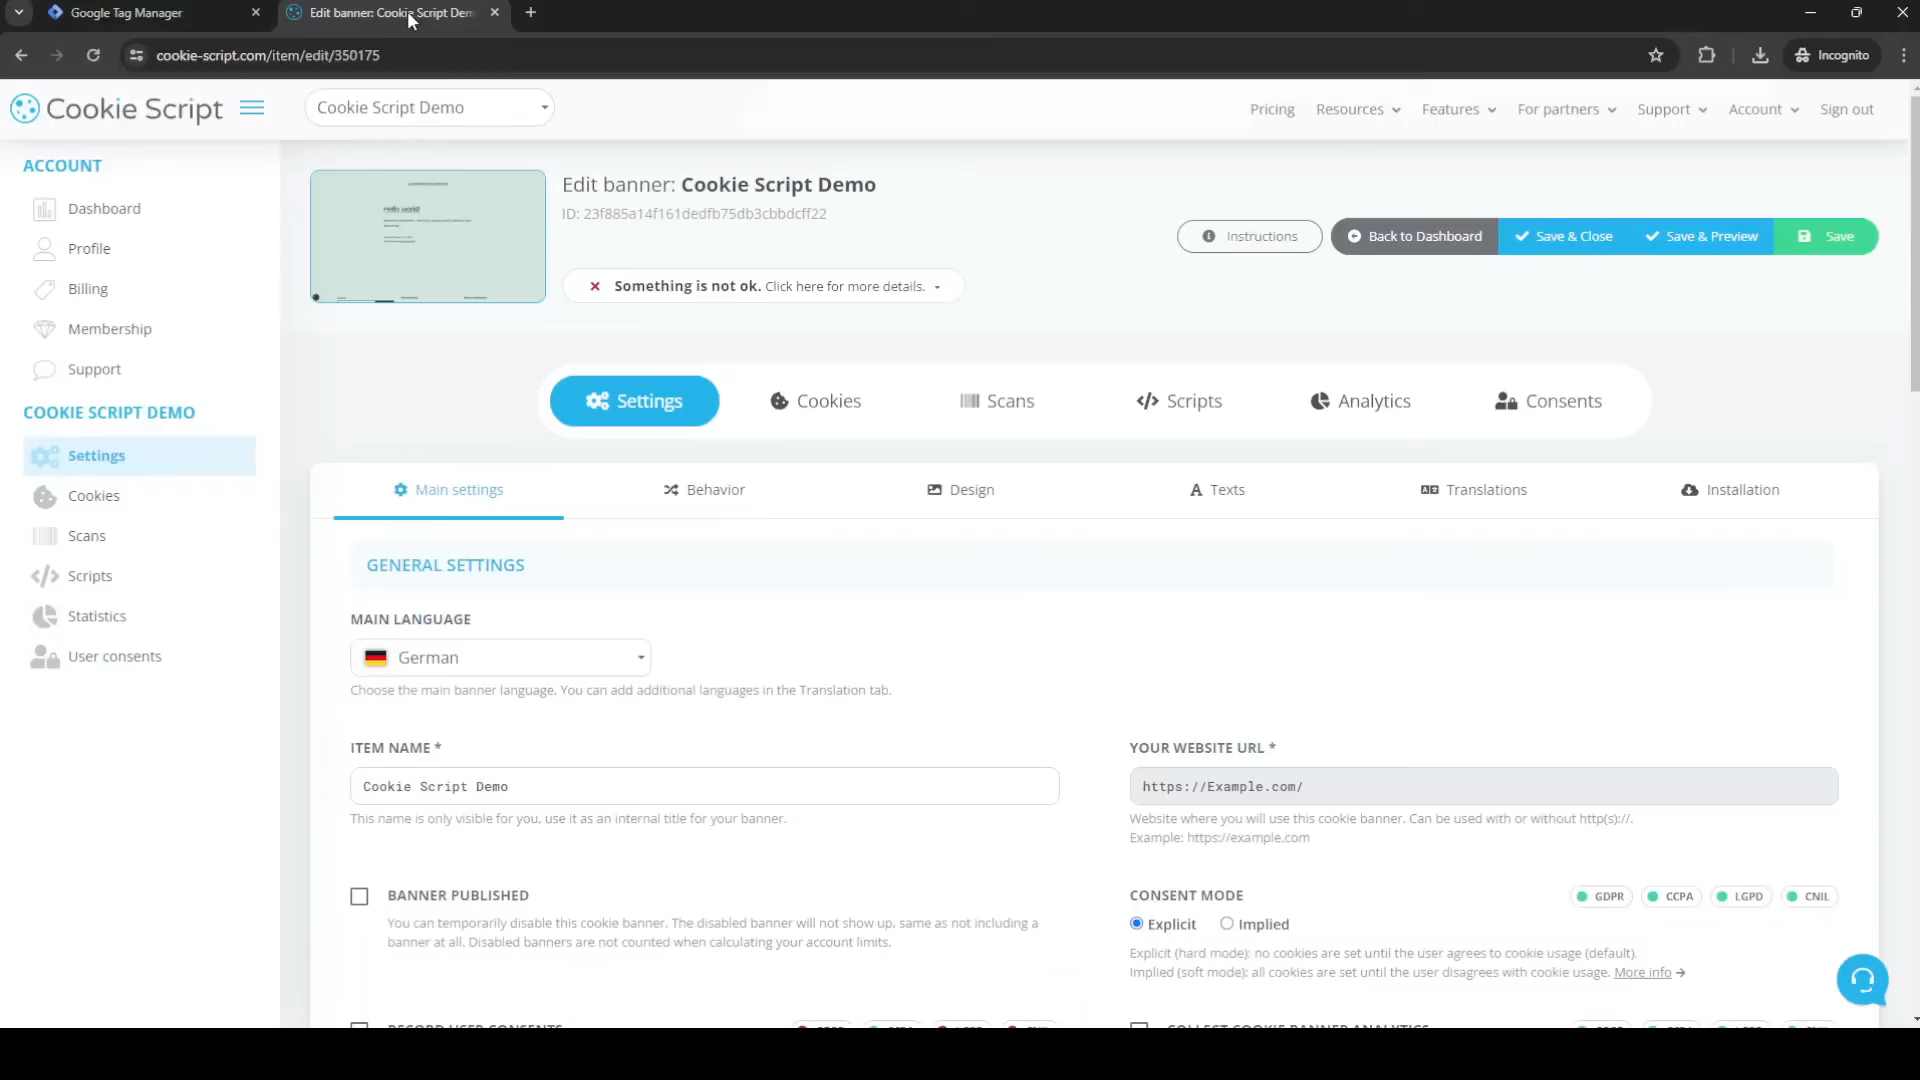 Google Tag Manager
Edit banner: Cookie Script Dem
cookie-script.com/item/edit/350175
Incognito
Cookie Script
Cookie Script Demo
Pricing
Resources
Features
For partners
Support
Account
Sign out
ACCOUNT
Dashboard
Profile
Billing
Membership
Support
COOKIE SCRIPT DEMO
Settings
Cookies
Scans
Scripts
Statistics
User consents
Hello world!
Edit banner: Cookie Script Demo
ID: 23f885a14f161dedfb75db3cbbdcff22
Something is not ok. Click here for more details.
Instructions
Back to Dashboard
Save & Close
Save & Preview
Save
Settings
Cookies
Scans
Scripts
Analytics
Consents
Main settings
Behavior
Design
Texts
Translations
Installation
GENERAL SETTINGS
MAIN LANGUAGE
German
Choose the main banner language. You can add additional languages in the Translation tab.
ITEM NAME *
Cookie Script Demo
This name is only visible for you, use it as an internal title for your banner.
YOUR WEBSITE URL *
https://Example.com/
Website where you will use this cookie banner. Can be used with or without http(s)://.
Example: https://example.com
BANNER PUBLISHED
You can temporarily disable this cookie banner. The disabled banner will not show up, same as not including a
banner at all. Disabled banners are not counted when calculating your account limits.
CONSENT MODE
GDPR
CCPA
LGPD
CNIL
Explicit
Implied
Explicit (hard mode): no cookies are set until the user agrees to cookie usage (default).
Implied (soft mode): all cookies are set until the user disagrees with cookie usage. More info
RECORD USER CONSENTS
COLLECT COOKIE BANNER ANALYTICS